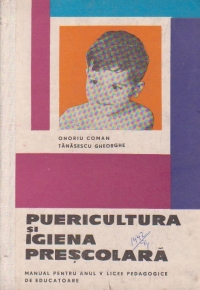 ONORIU COMAN
TĂNĂSESCU GHEORGHE
PUERICULTURA
ȘI
IGIENA
PREȘCOLARĂ
MANUAL PENTRU ANUL V LICEE PEDAGOGICE
DE EDUCATOARE